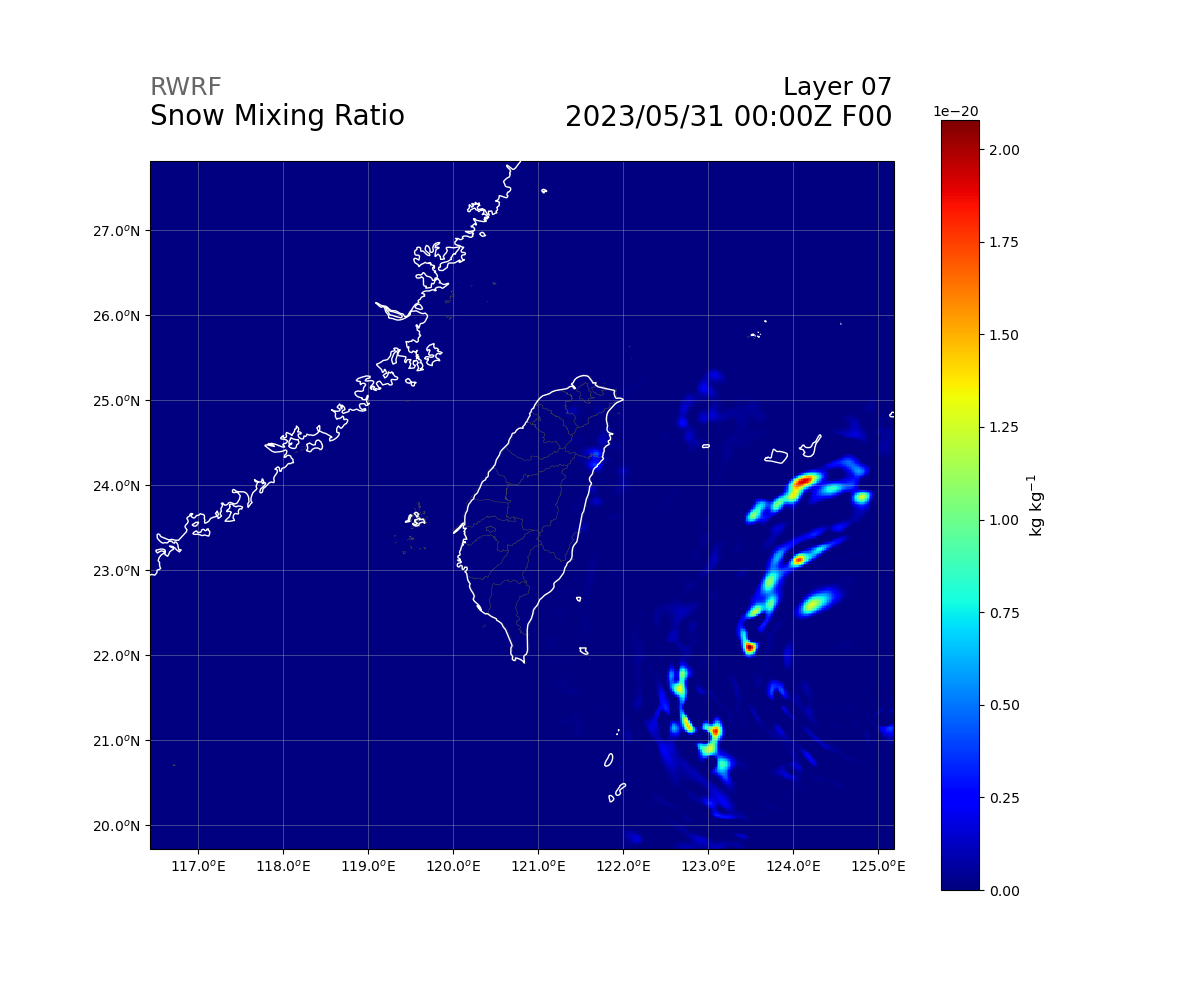 RWRF
Layer 07
Snow Mixing Ratio
2023/05/31 00:00Z F00
1e−20
2.00
1.75
1.50
1.25
1.00
0.75
0.50
0.25
0.00
kg kg⁻¹
27.0°N
26.0°N
25.0°N
24.0°N
23.0°N
22.0°N
21.0°N
20.0°N
117.0°E
118.0°E
119.0°E
120.0°E
121.0°E
122.0°E
123.0°E
124.0°E
125.0°E